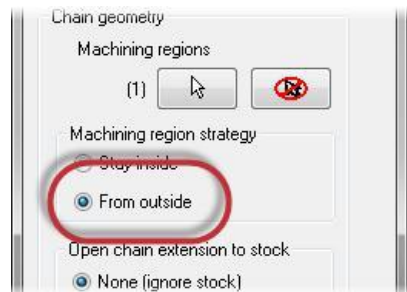 Chain geometry
Machining regions
(1)
Machining region strategy
Stay inside
From outside
Open chain extension to stock
None (ignore stock)